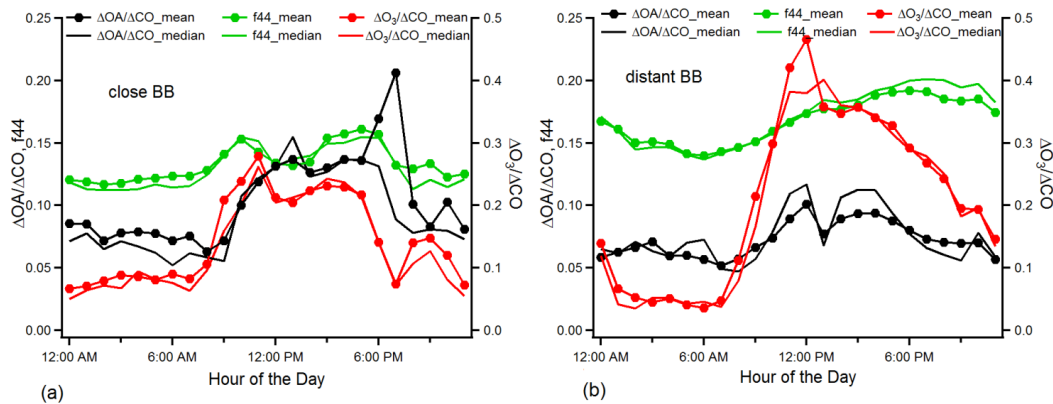 ΔOA/ΔCO_mean f44_mean ΔO₃/ΔCO_mean
ΔOA/ΔCO_median f44_median ΔO₃/ΔCO_median
close BB
0.25
0.20
0.15
0.10
0.05
0.00
ΔOA/ΔCO, f44
0.5
0.4
0.3
0.2
0.1
0.0
ΔO₃/ΔCO
12:00 AM 6:00 AM 12:00 PM 6:00 PM
Hour of the Day
(a)
ΔOA/ΔCO_mean f44_mean ΔO₃/ΔCO_mean
ΔOA/ΔCO_median f44_median ΔO₃/ΔCO_median
distant BB
0.25
0.20
0.15
0.10
0.05
0.00
ΔOA/ΔCO, f44
0.5
0.4
0.3
0.2
0.1
0.0
ΔO₃/ΔCO
12:00 AM 6:00 AM 12:00 PM 6:00 PM
Hour of the Day
(b)